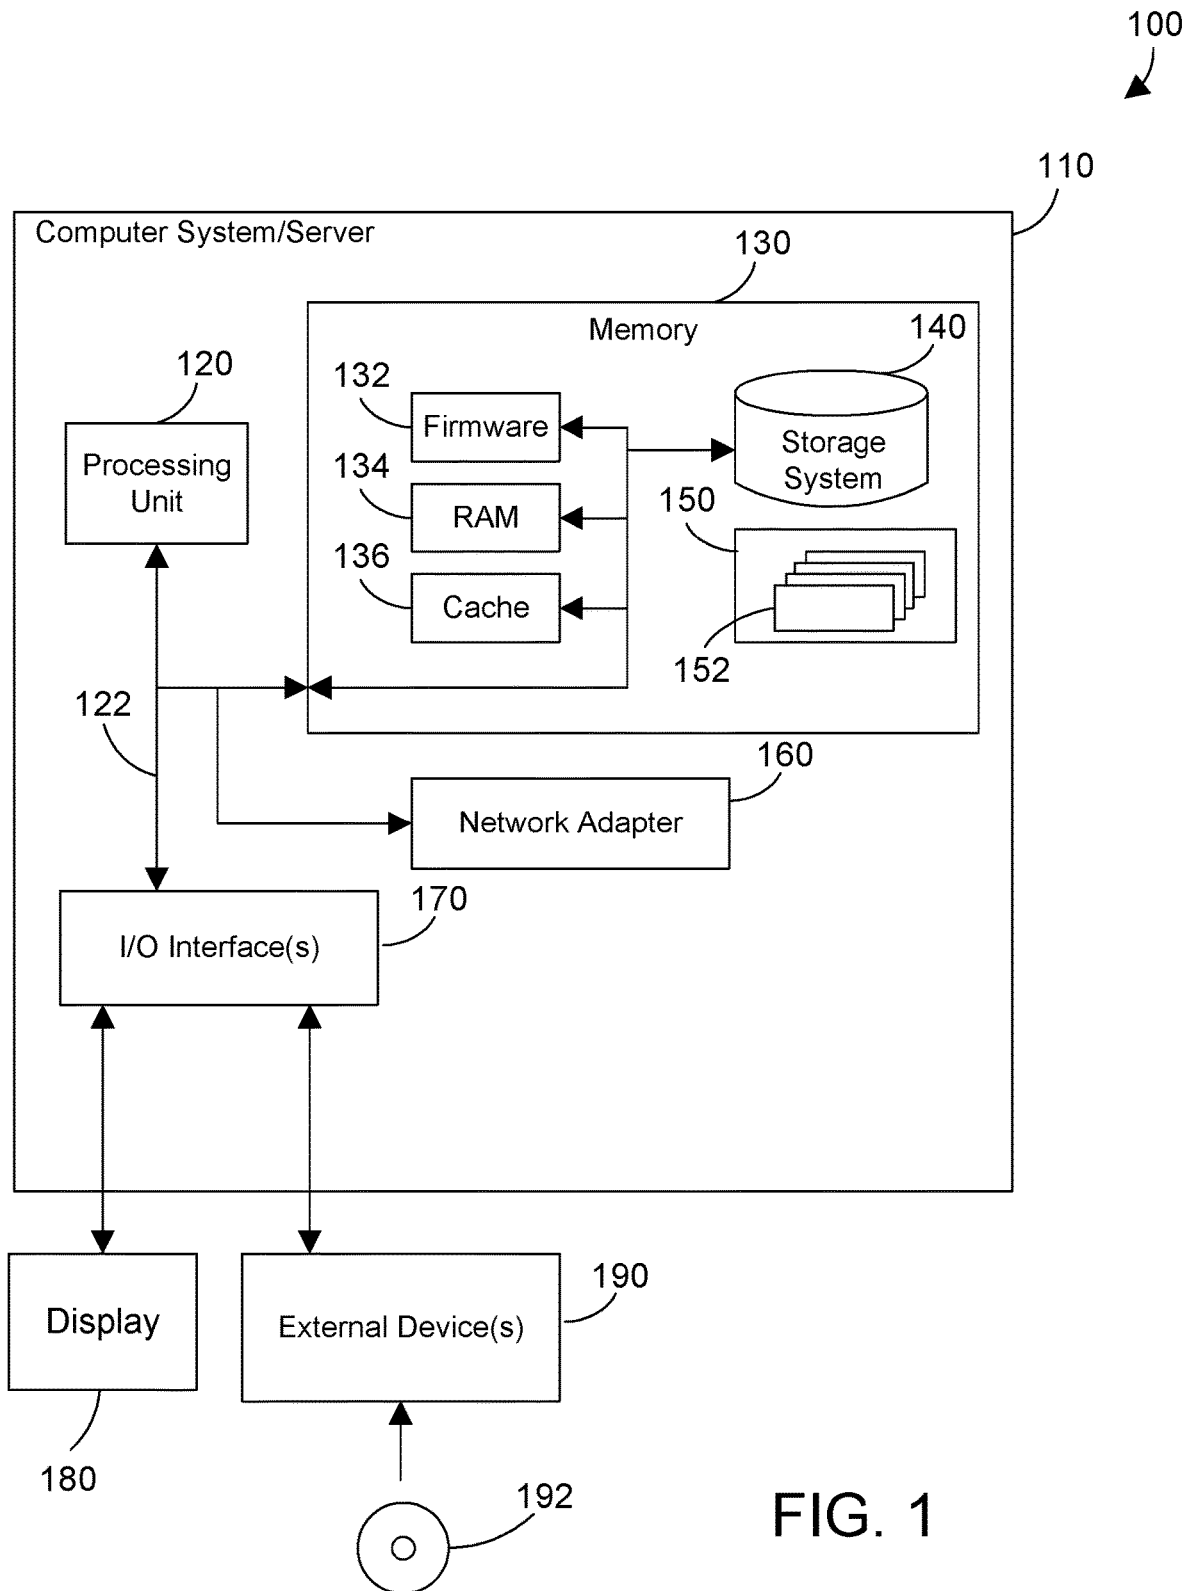 100
110
Computer System/Server
130
Memory
140
120
132
Firmware
Storage
System
Processing
Unit
134
RAM
150
136
Cache
152
122
160
Network Adapter
170
I/O Interface(s)
190
Display
External Device(s)
180
192
FIG. 1